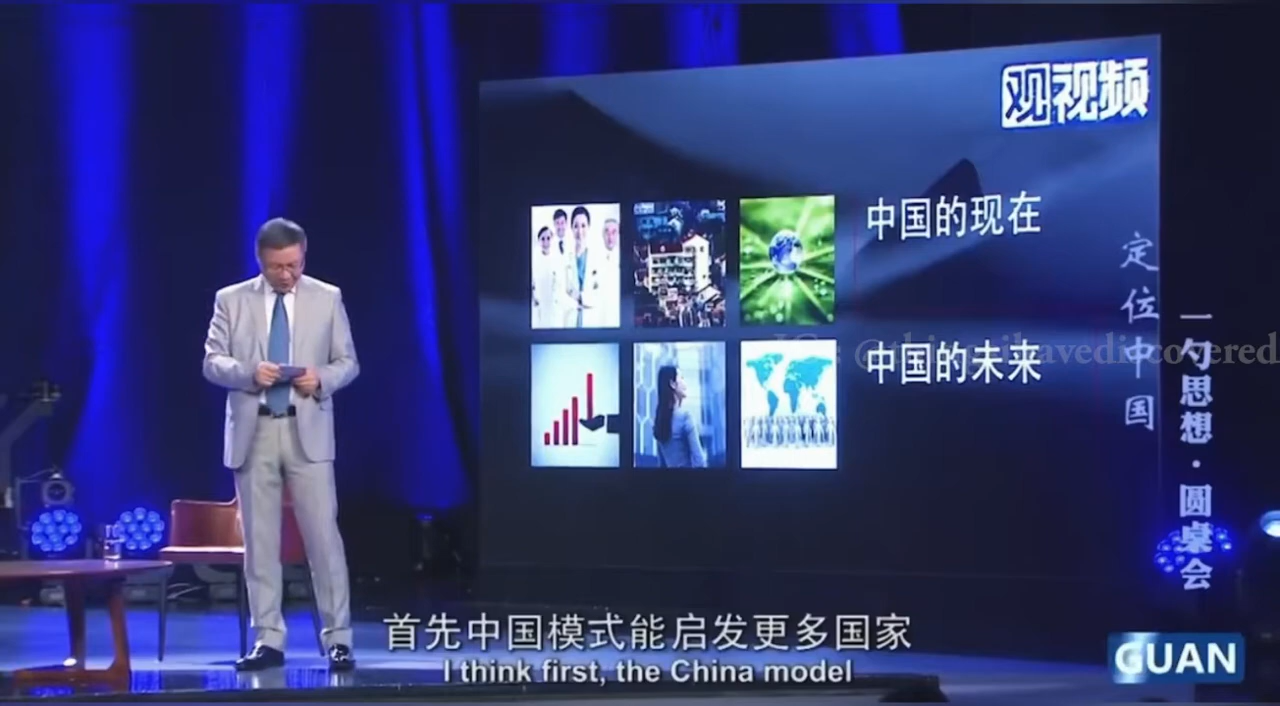 观视频
中国的现在
中国的未来
定位中国
一勺思想·圆桌会
首先中国模式能启发更多国家
I think first, the China model
GUAN